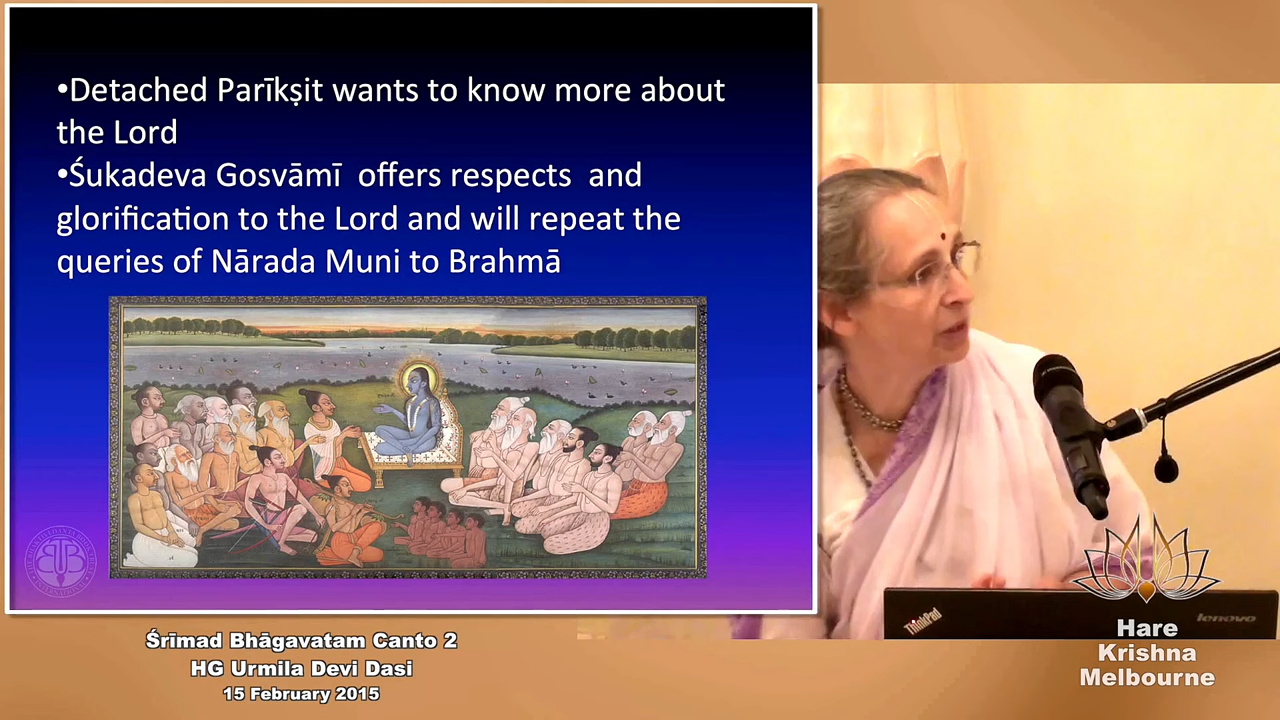 •Detached Parīkṣit wants to know more about
the Lord
•Śukadeva Gosvāmī offers respects and
glorification to the Lord and will repeat the
queries of Nārada Muni to Brahmā
Śrīmad Bhāgavatam Canto 2
HG Urmila Devi Dasi
15 February 2015
ThinkPad
lenovo
Hare
Krishna
Melbourne